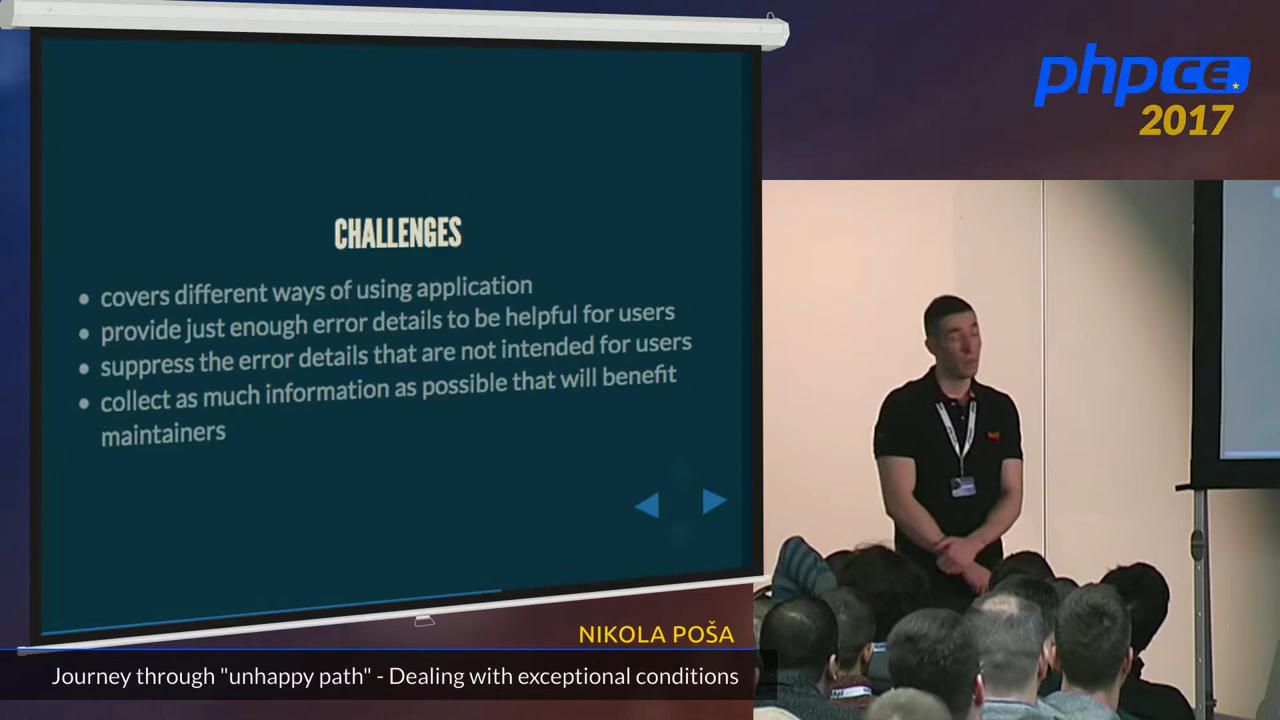 phpCE
2017
CHALLENGES
covers different ways of using application
provide just enough error details to be helpful for users
suppress the error details that are not intended for users
collect as much information as possible that will benefit
maintainers
NIKOLA POŠA
Journey through "unhappy path" - Dealing with exceptional conditions